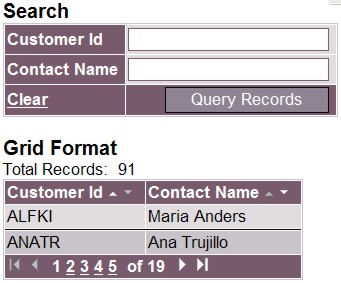 Search
Customer Id
Contact Name
Clear Query Records
Grid Format
Total Records: 91
Customer Id Contact Name
ALFKI Maria Anders
ANATR Ana Trujillo
1 2 3 4 5 of 19